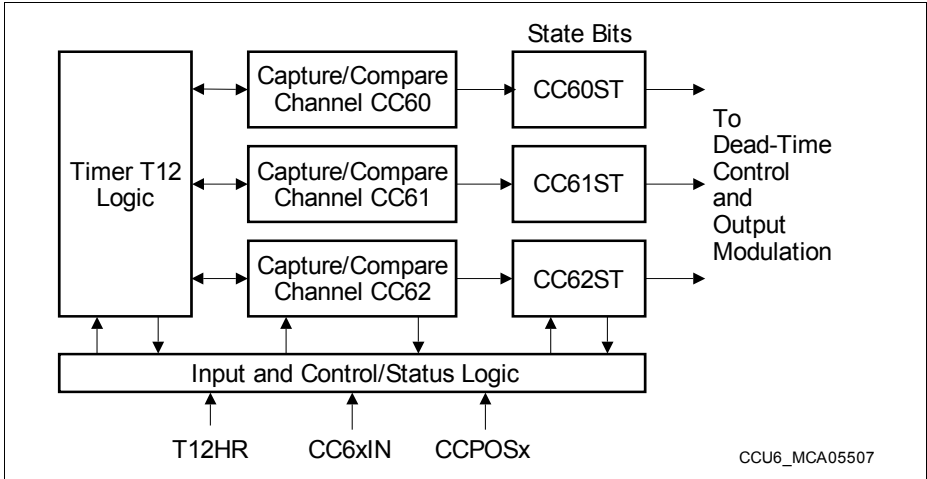 State Bits
Timer T12
Logic
Capture/Compare
Channel CC60
CC60ST
Capture/Compare
Channel CC61
CC61ST
Capture/Compare
Channel CC62
CC62ST
To
Dead-Time
Control
and
Output
Modulation
Input and Control/Status Logic
T12HR
CC6xIN
CCPOSx
CCU6_MCA05507